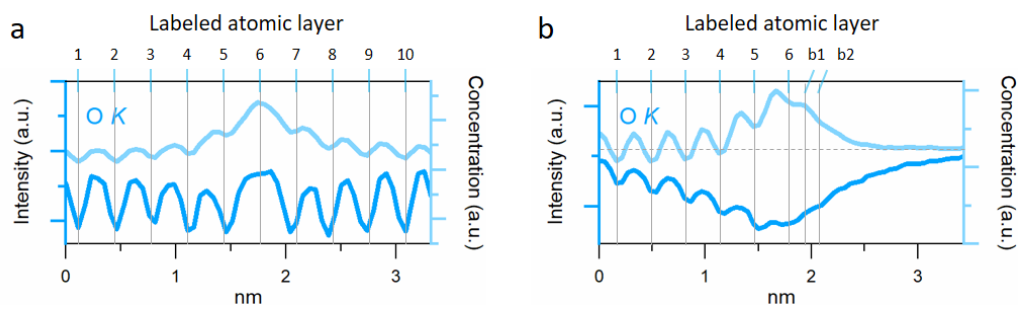 a
Labeled atomic layer
1 2 3 4 5 6 7 8 9 10
Intensity (a.u.)
O K
Concentration (a.u.)
0 1 2 3
nm
b
Labeled atomic layer
1 2 3 4 5 6 b1 b2
Intensity (a.u.)
O K
Concentration (a.u.)
0 1 2 3
nm